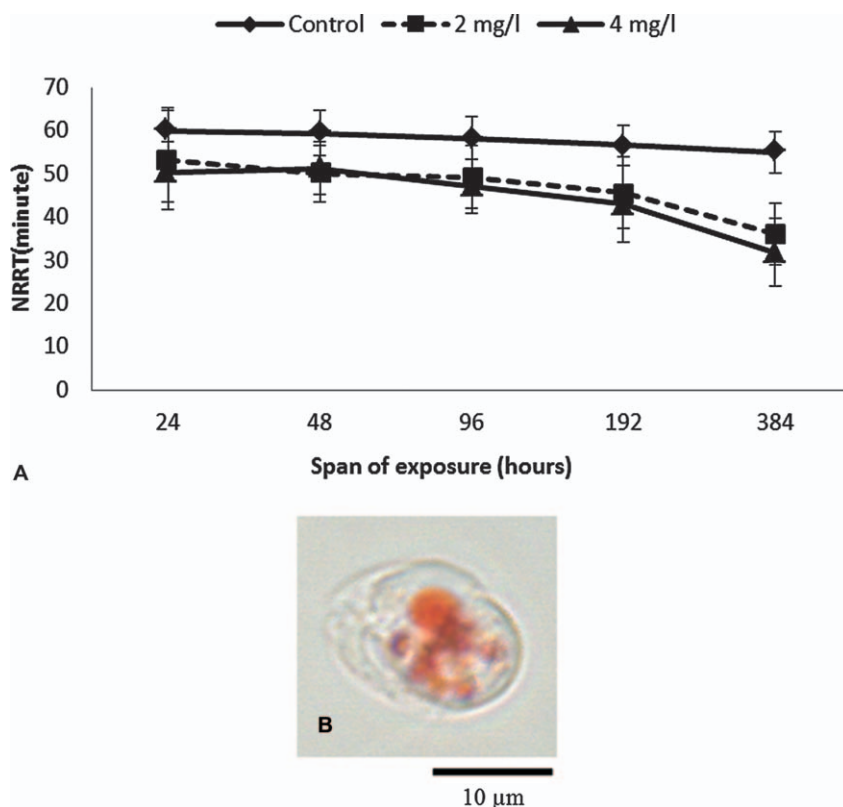 Control 2 mg/l 4 mg/l
70
60
50
40
30
20
10
0
NRRT(minute)
24 48 96 192 384
Span of exposure (hours)
A
B
10 µm